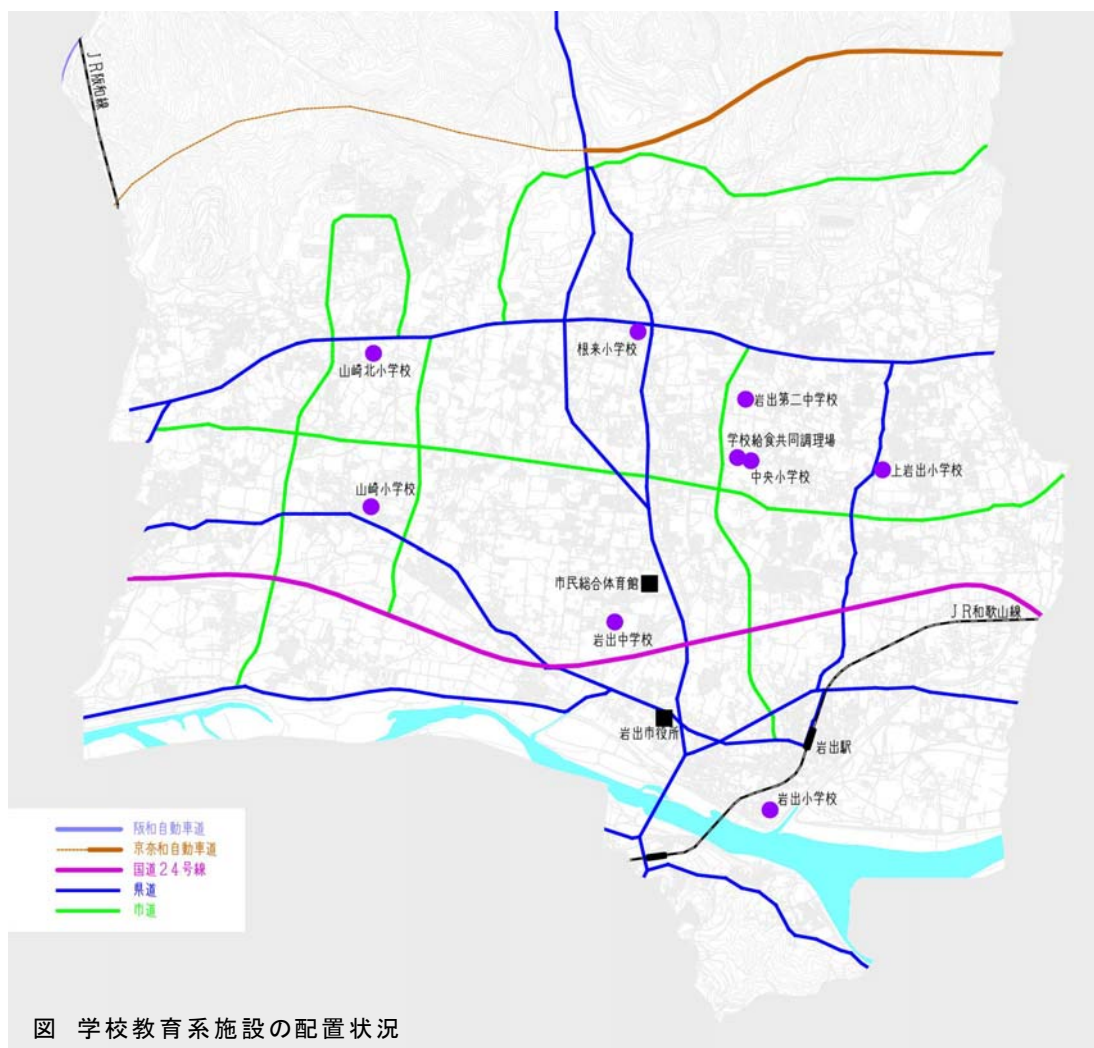 JR阪和線
根来小学校
山崎北小学校
岩出第二中学校
学校給食共同調理場
中央小学校
上岩出小学校
山崎小学校
市民総合体育館
JR和歌山線
岩出中学校
岩出市役所
岩出駅
岩出小学校
阪和自動車道
京奈和自動車道
国道24号線
県道
市道
図 学校教育系施設の配置状況